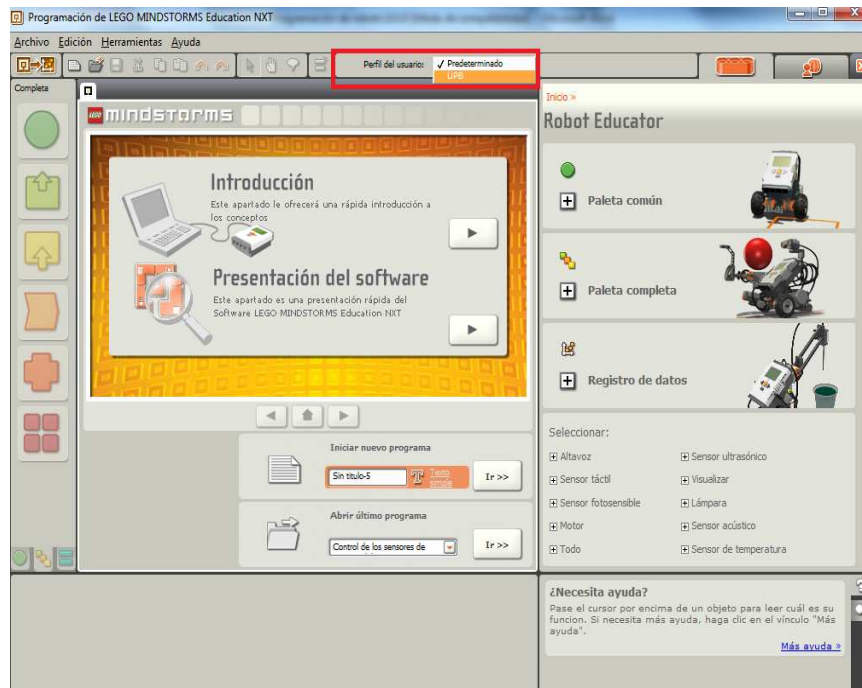 Programación de LEGO MINDSTORMS Education NXT
Archivo Edición Herramientas Ayuda
Perfil del usuario: ✓ Predeterminado
UPB
Completa
LEGO mindstorms
Introducción
Este apartado le ofrecerá una rápida introducción a
los conceptos
Presentación del software
Este apartado es una presentación rápida del
Software LEGO MINDSTORMS Education NXT
Iniciar nuevo programa
Sin título-5
Texto
simple
Ir >>
Abrir último programa
Control de los sensores de
Ir >>
Inicio »
Robot Educator
Paleta común
Paleta completa
Registro de datos
Seleccionar:
Altavoz
Sensor ultrasónico
Sensor táctil
Visualizar
Sensor fotosensible
Lámpara
Motor
Sensor acústico
Todo
Sensor de temperatura
¿Necesita ayuda?
Pase el cursor por encima de un objeto para leer cuál es su
funcion. Si necesita más ayuda, haga clic en el vínculo "Más
ayuda".
Más ayuda »